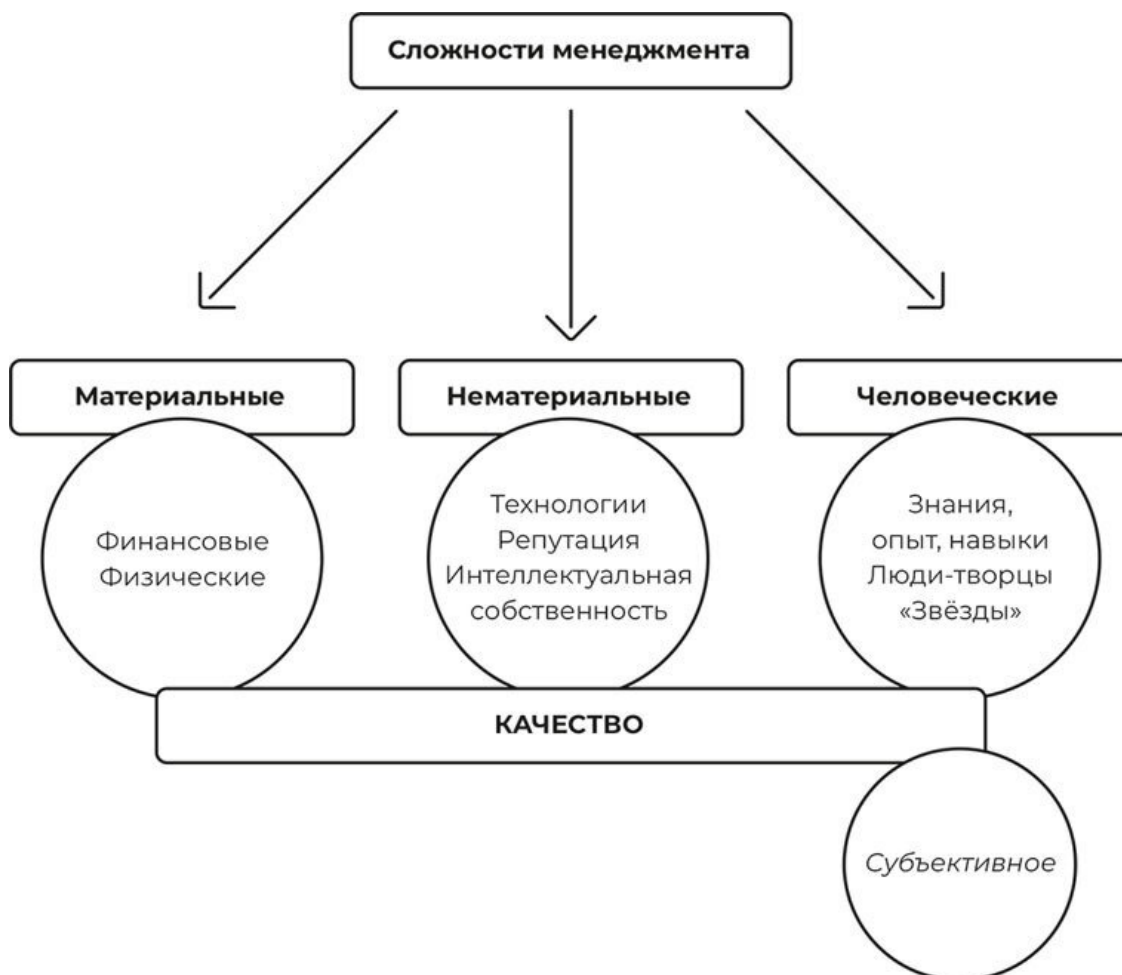 Сложности менеджмента
Материальные
Нематериальные
Человеческие
Финансовые
Физические
Технологии
Репутация
Интеллектуальная
собственность
Знания,
опыт, навыки
Люди-творцы
«Звёзды»
КАЧЕСТВО
Субъективное